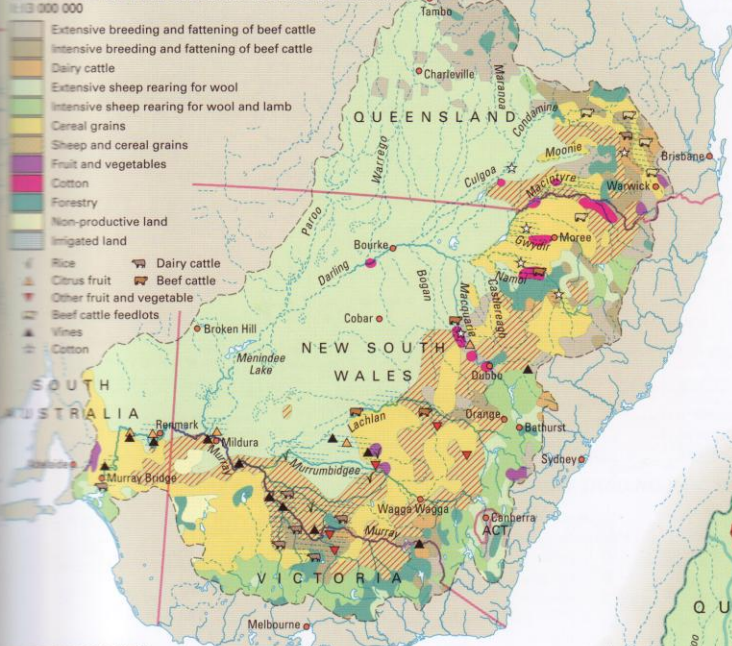 1:13 000 000
Extensive breeding and fattening of beef cattle
Intensive breeding and fattening of beef cattle
Dairy cattle
Extensive sheep rearing for wool
Intensive sheep rearing for wool and lamb
Cereal grains
Sheep and cereal grains
Fruit and vegetables
Cotton
Forestry
Non-productive land
Irrigated land
Rice
Dairy cattle
Citrus fruit
Beef cattle
Other fruit and vegetable
Beef cattle feedlots
Vines
Cotton
Tambo
Charleville
Maranoa
QUEENSLAND
Condamine
Warrego
Moonie
Brisbane
Culgoa
Macintyre
Warwick
Paroo
Bourke
Gwydir
Moree
Darling
Bogan
Namoi
Macquarie
Castlereagh
Cobar
Broken Hill
NEW SOUTH
WALES
Menindee
Lake
Dubbo
SOUTH
AUSTRALIA
Lachlan
Orange
Renmark
Bathurst
Mildura
Murray
Adelaide
Murrumbidgee
Sydney
Murray Bridge
Wagga Wagga
Canberra
ACT
Murray
VICTORIA
Melbourne
QU
oo